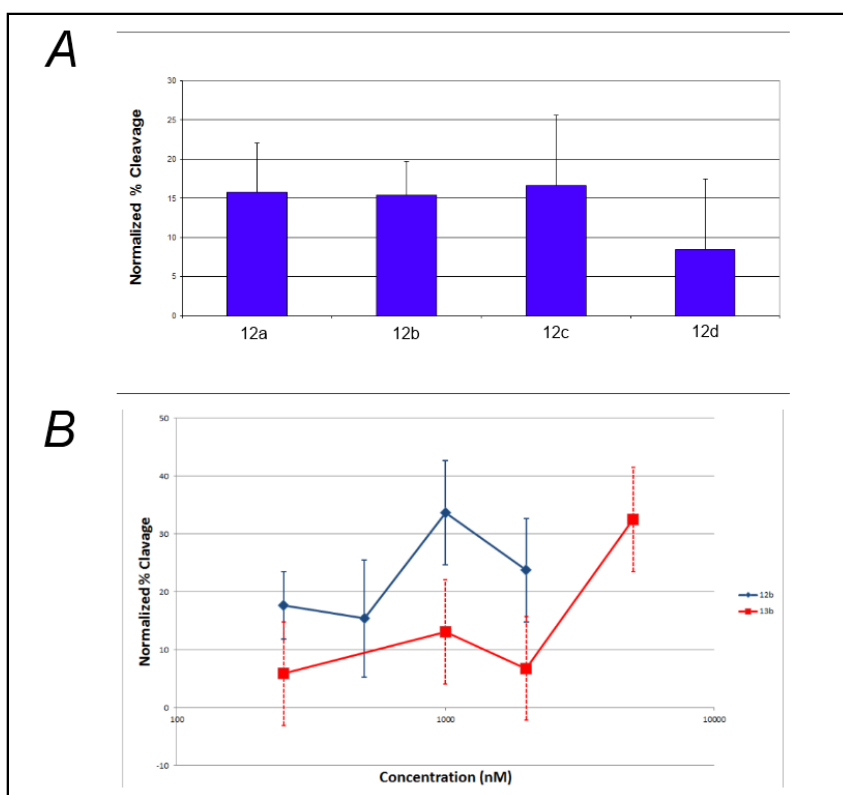 A
Normalized % Cleavage
30
25
20
15
10
5
0
12a 12b 12c 12d
B
Normalized % Clavage
50
40
30
20
10
0
-10
100 1000 10000
Concentration (nM)
12b
13b